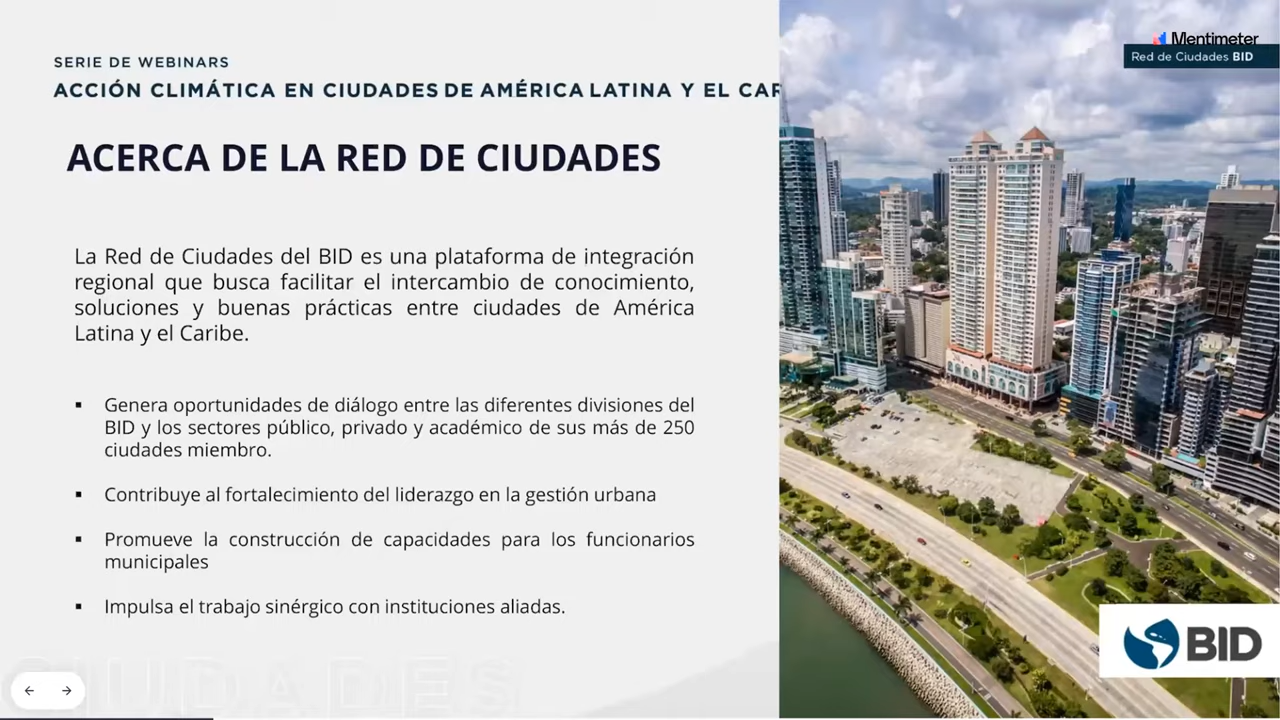 SERIE DE WEBINARS
ACCIÓN CLIMÁTICA EN CIUDADES DE AMÉRICA LATINA Y EL CAR
ACERCA DE LA RED DE CIUDADES
La Red de Ciudades del BID es una plataforma de integración
regional que busca facilitar el intercambio de conocimiento,
soluciones y buenas prácticas entre ciudades de América
Latina y el Caribe.
▪ Genera oportunidades de diálogo entre las diferentes divisiones del
BID y los sectores público, privado y académico de sus más de 250
ciudades miembro.
▪ Contribuye al fortalecimiento del liderazgo en la gestión urbana
▪ Promueve la construcción de capacidades para los funcionarios
municipales
▪ Impulsa el trabajo sinérgico con instituciones aliadas.
CIUDADES
Mentimeter
Red de Ciudades BID
BID